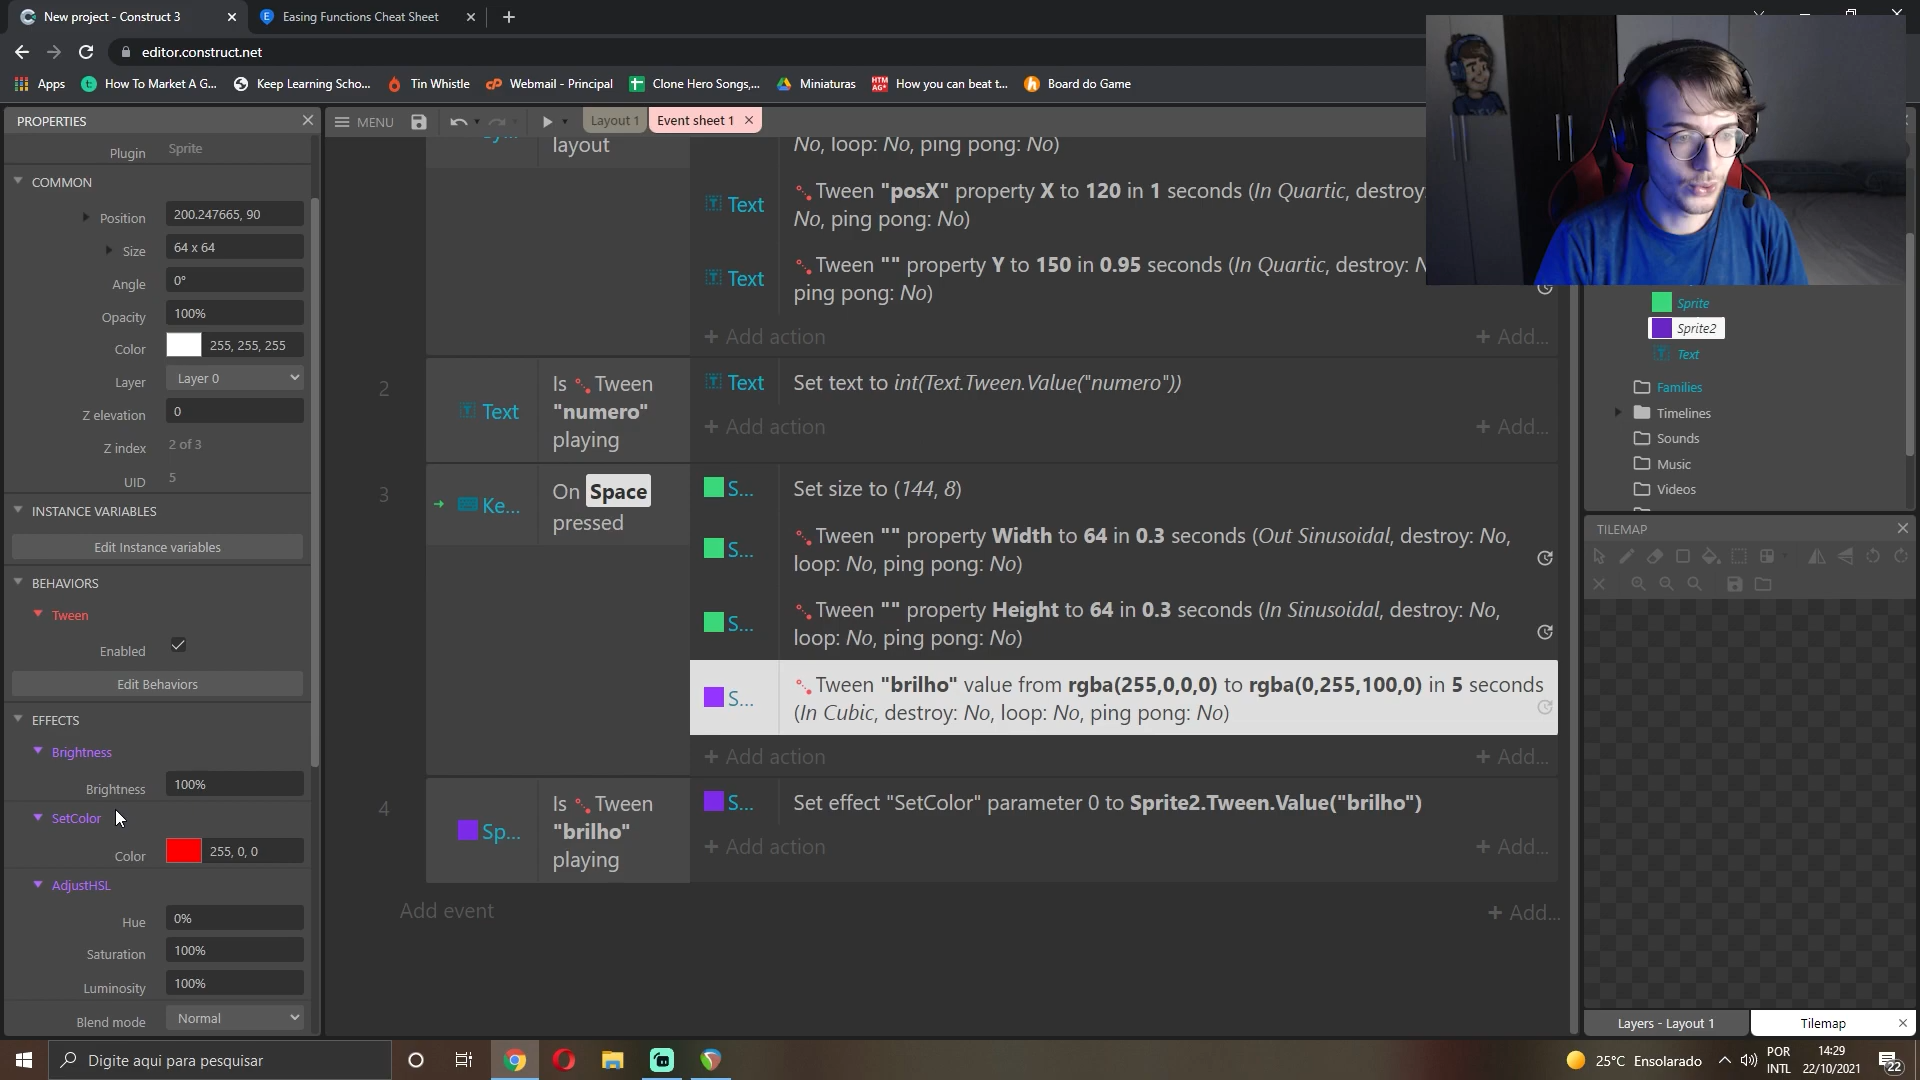 New project - Construct 3
Easing Functions Cheat Sheet
editor.construct.net
Apps
How To Market A G...
Keep Learning Scho...
Tin Whistle
Webmail - Principal
Clone Hero Songs,...
Miniaturas
How you can beat t...
Board do Game
PROPERTIES
MENU
Layout 1
Event sheet 1
Plugin Sprite
COMMON
Position 200.247665, 90
Size 64 x 64
Angle 0°
Opacity 100%
Color 255, 255, 255
Layer Layer 0
Z elevation 0
Z index 2 of 3
UID 5
INSTANCE VARIABLES
Edit Instance variables
BEHAVIORS
Tween
Enabled
Edit Behaviors
EFFECTS
Brightness
Brightness 100%
SetColor
Color 255, 0, 0
AdjustHSL
Hue 0%
Saturation 100%
Luminosity 100%
Blend mode Normal
layout
No, loop: No, ping pong: No)
Text
Tween "posX" property X to 120 in 1 seconds (In Quartic, destroy:
No, ping pong: No)
Text
Tween "" property Y to 150 in 0.95 seconds (In Quartic, destroy: N
ping pong: No)
+ Add action
+ Add...
2
Text
Is Tween
"numero"
playing
Text
Set text to int(Text.Tween.Value("numero"))
+ Add action
+ Add...
3
Ke...
On Space
pressed
S...
Set size to (144, 8)
S...
Tween "" property Width to 64 in 0.3 seconds (Out Sinusoidal, destroy: No,
loop: No, ping pong: No)
S...
Tween "" property Height to 64 in 0.3 seconds (In Sinusoidal, destroy: No,
loop: No, ping pong: No)
S...
Tween "brilho" value from rgba(255,0,0,0) to rgba(0,255,100,0) in 5 seconds
(In Cubic, destroy: No, loop: No, ping pong: No)
+ Add action
+ Add...
4
Sp...
Is Tween
"brilho"
playing
S...
Set effect "SetColor" parameter 0 to Sprite2.Tween.Value("brilho")
+ Add action
+ Add...
Add event
+ Add...
Sprite
Sprite2
Text
Families
Timelines
Sounds
Music
Videos
TILEMAP
Layers - Layout 1
Tilemap
Digite aqui para pesquisar
25°C Ensolarado
POR
INTL
14:29
22/10/2021
22